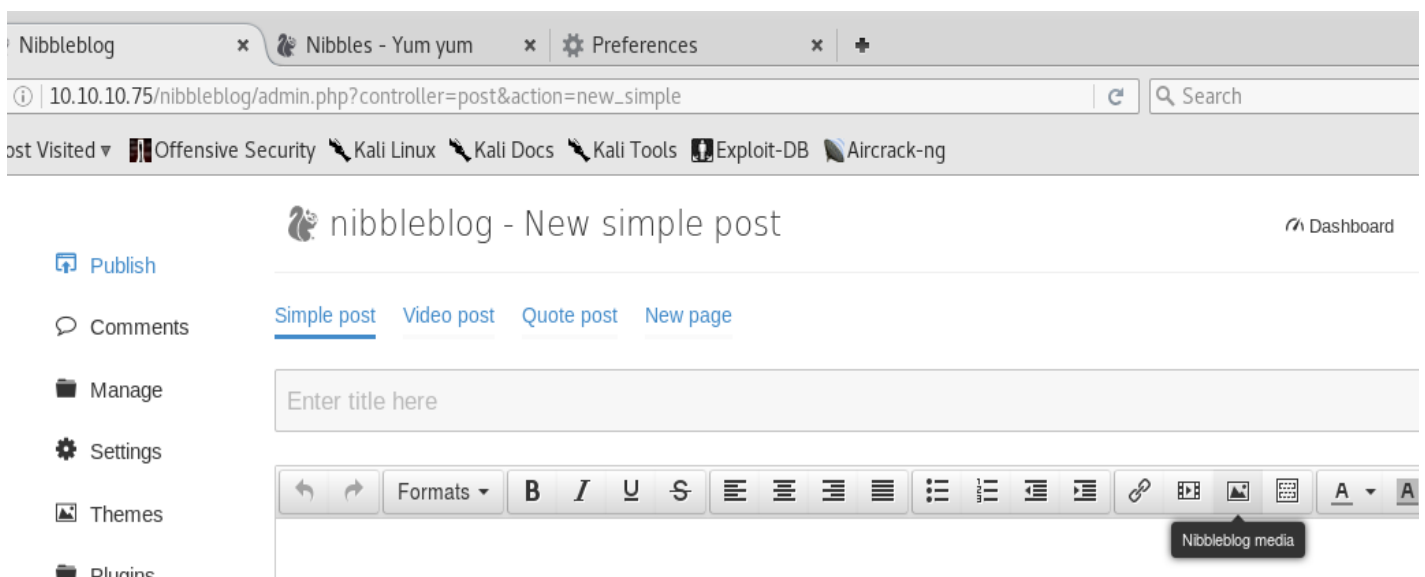 Nibbleblog × Nibbles - Yum yum × Preferences × +
10.10.10.75/nibbleblog/admin.php?controller=post&action=new_simple Search
ost Visited Offensive Security Kali Linux Kali Docs Kali Tools Exploit-DB Aircrack-ng
nibbleblog - New simple post Dashboard
Publish
Simple post Video post Quote post New page
Comments
Manage
Enter title here
Settings
Formats B I U S A A
Themes
Nibbleblog media
Plugins